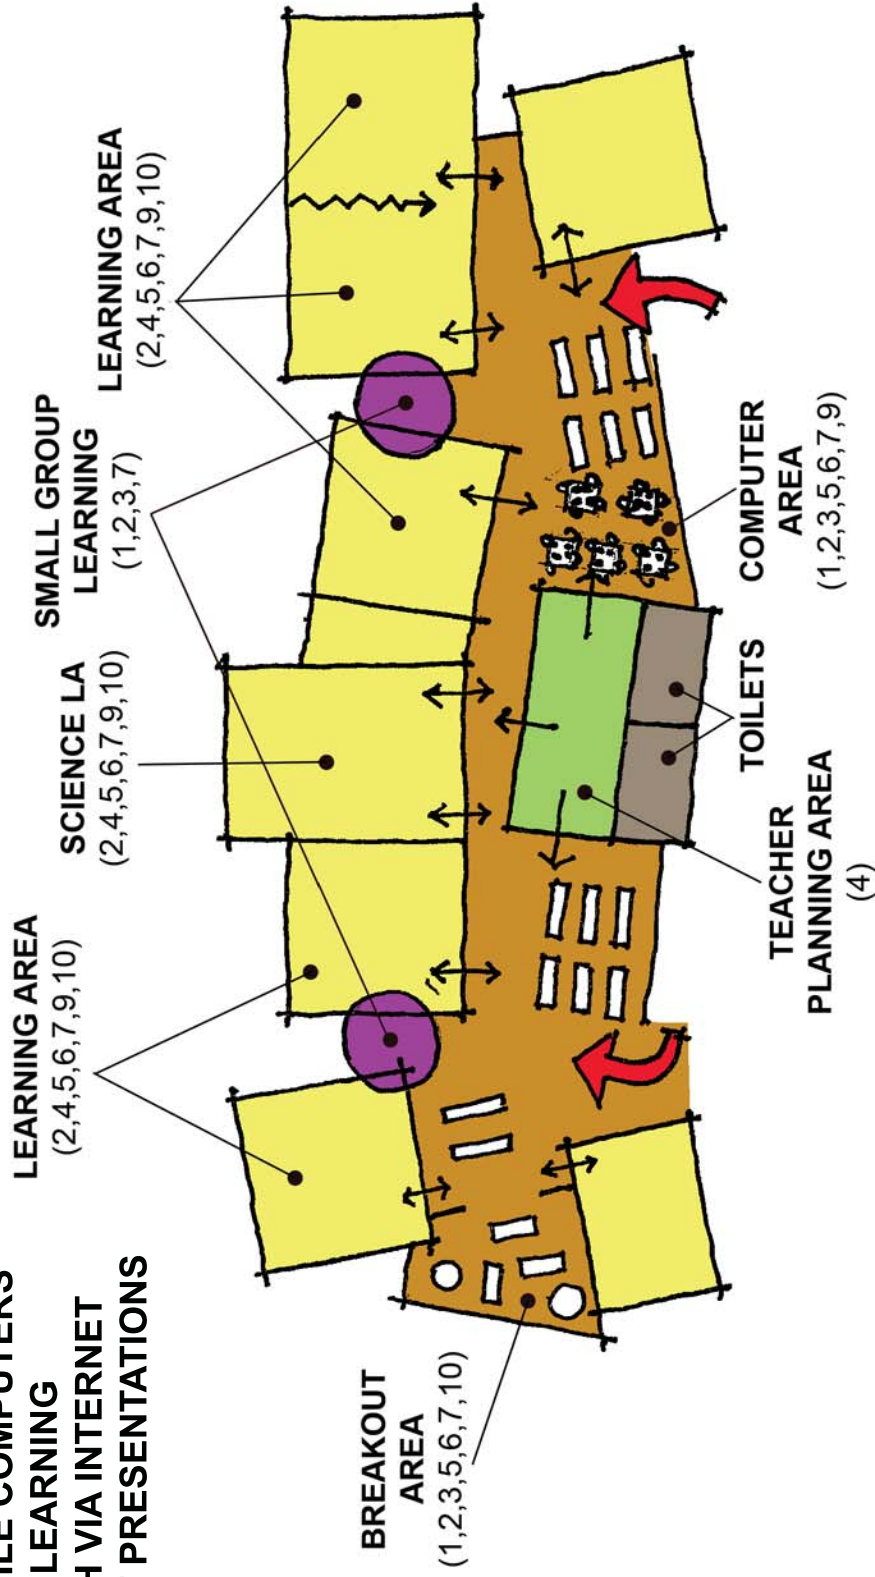 COMPUTERS
LEARNING
VIA INTERNET
PRESENTATIONS
LEARNING AREA
(2,4,5,6,7,9,10)
SCIENCE LA
(2,4,5,6,7,9,10)
SMALL GROUP
LEARNING
(1,2,3,7)
LEARNING AREA
(2,4,5,6,7,9,10)
BREAKOUT
AREA
(1,2,3,5,6,7,10)
TEACHER
PLANNING AREA
(4)
TOILETS
COMPUTER
AREA
(1,2,3,5,6,7,9)